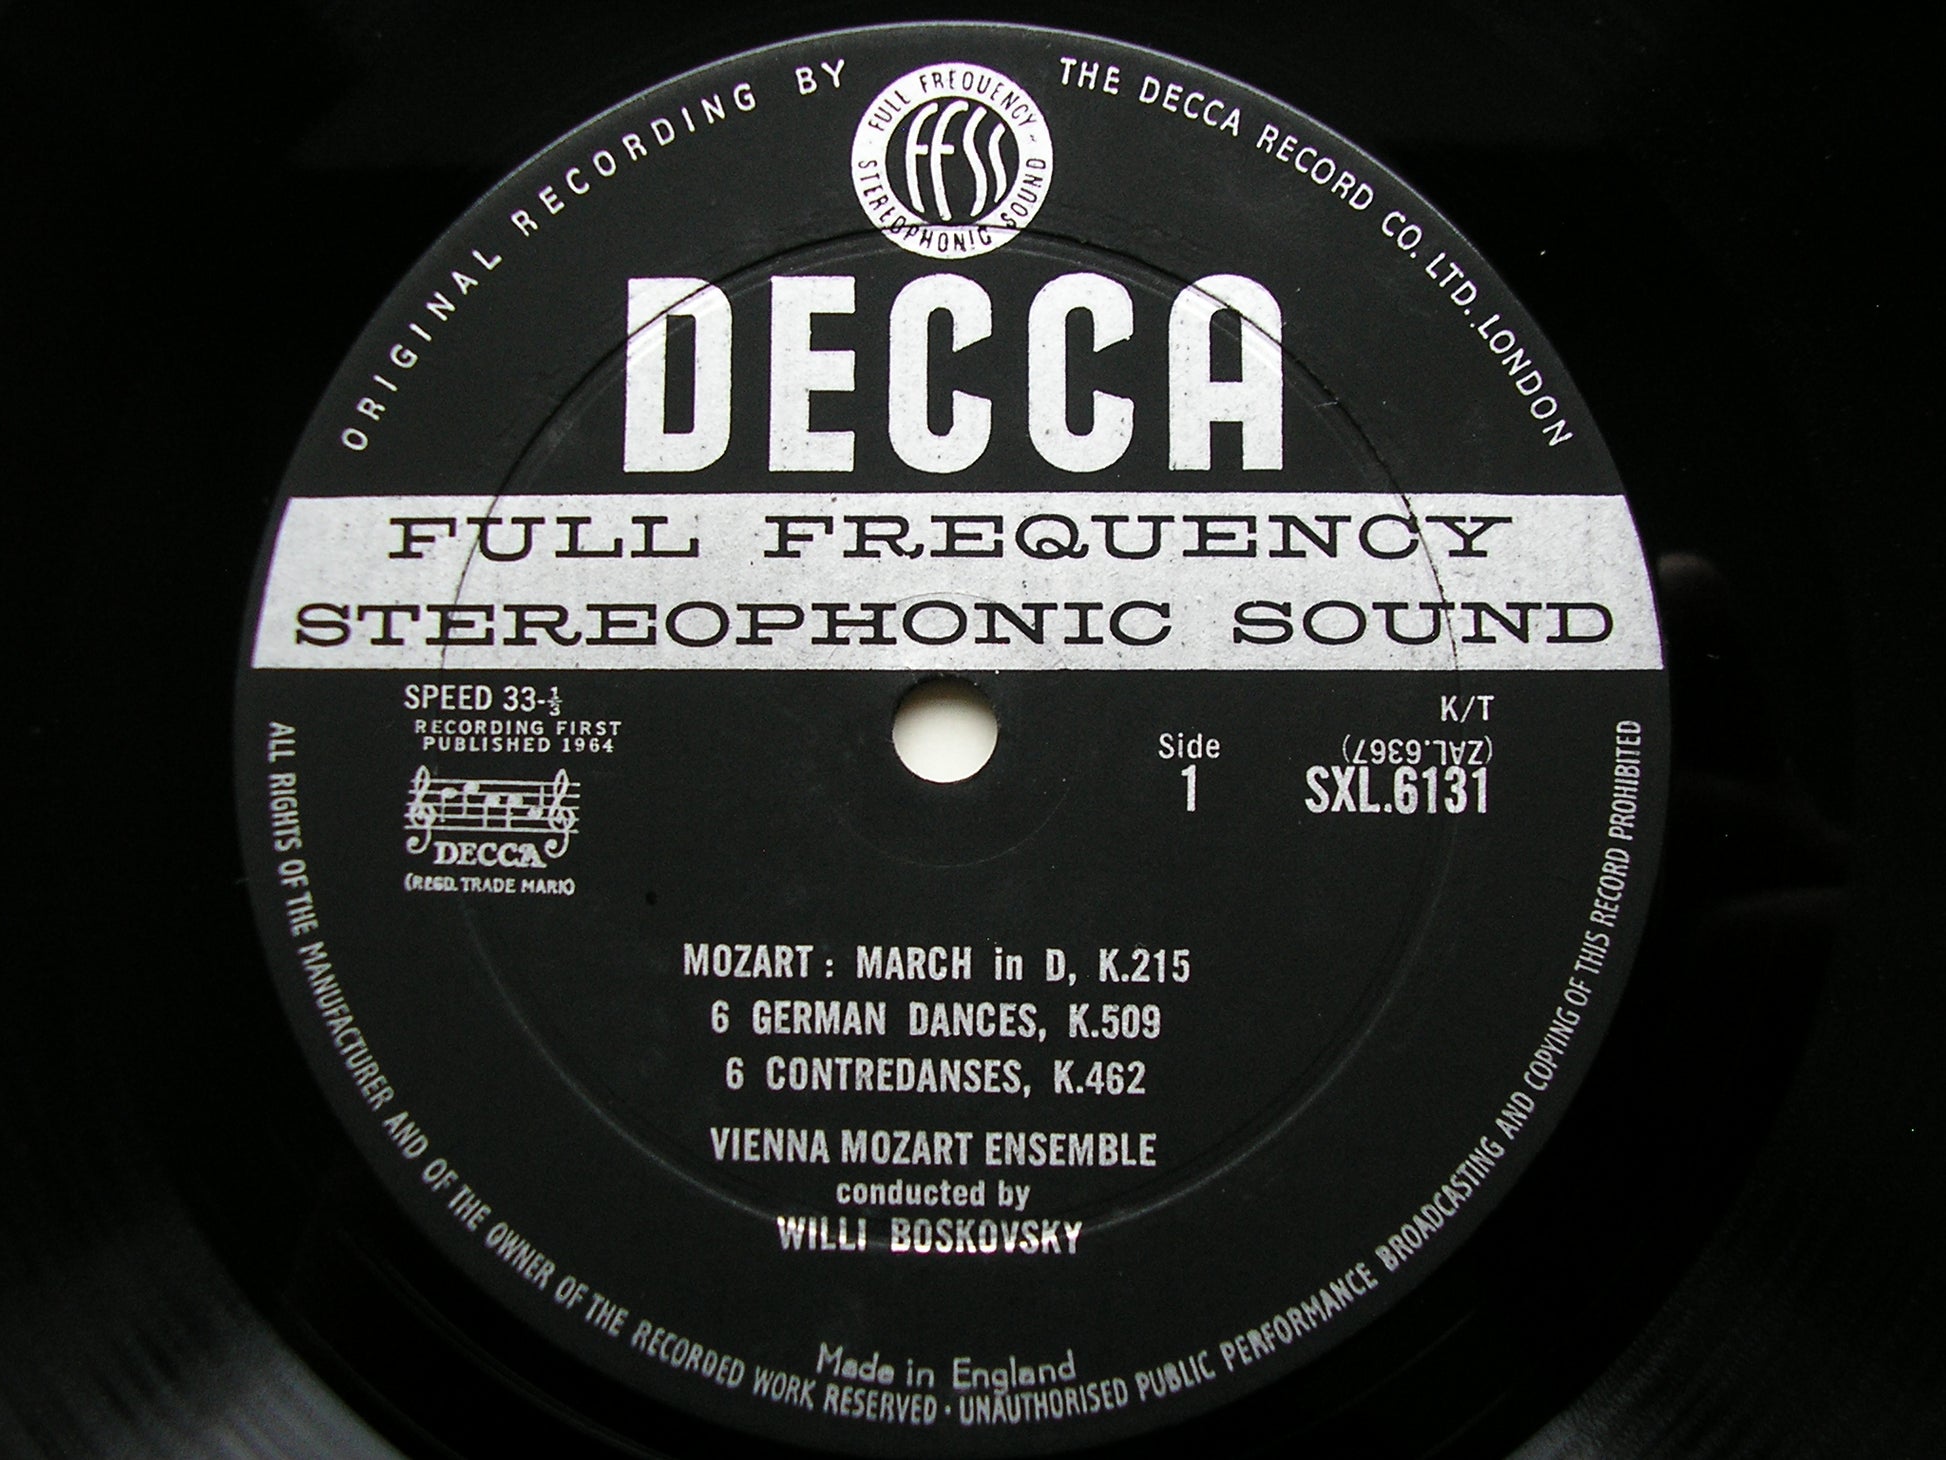 ORIGINAL RECORDING BY THE DECCA RECORD CO. LTD., LONDON
FULL FREQUENCY STEREOPHONIC SOUND
FFSS
DECCA
FULL FREQUENCY
STEREOPHONIC SOUND
SPEED 33-⅓
RECORDING FIRST
PUBLISHED 1964
DECCA
(REGD. TRADE MARK)
K/T
(ZAL.6367)
Side
1
SXL.6131
MOZART : MARCH in D, K.215
6 GERMAN DANCES, K.509
6 CONTREDANSES, K.462
VIENNA MOZART ENSEMBLE
conducted by
WILLI BOSKOVSKY
Made in England
ALL RIGHTS OF THE MANUFACTURER AND OF THE OWNER OF THE RECORDED WORK RESERVED · UNAUTHORISED PUBLIC PERFORMANCE BROADCASTING AND COPYING OF THIS RECORD PROHIBITED